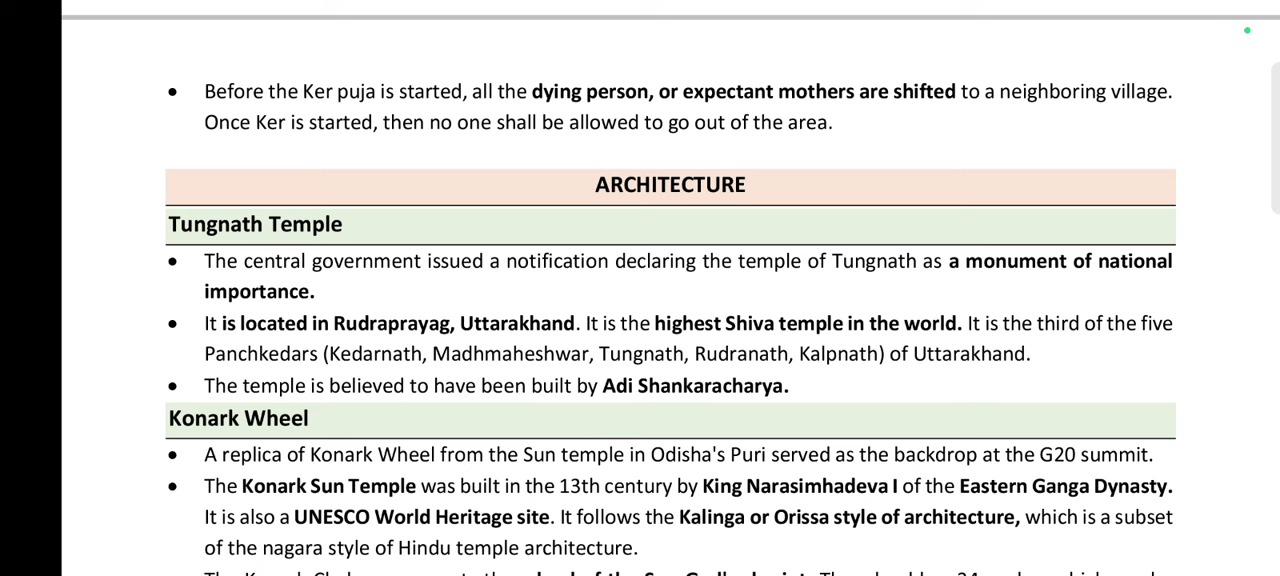 • Before the Ker puja is started, all the dying person, or expectant mothers are shifted to a neighboring village.
Once Ker is started, then no one shall be allowed to go out of the area.
ARCHITECTURE
Tungnath Temple
• The central government issued a notification declaring the temple of Tungnath as a monument of national
importance.
• It is located in Rudraprayag, Uttarakhand. It is the highest Shiva temple in the world. It is the third of the five
Panchkedars (Kedarnath, Madhmaheshwar, Tungnath, Rudranath, Kalpnath) of Uttarakhand.
• The temple is believed to have been built by Adi Shankaracharya.
Konark Wheel
• A replica of Konark Wheel from the Sun temple in Odisha's Puri served as the backdrop at the G20 summit.
• The Konark Sun Temple was built in the 13th century by King Narasimhadeva I of the Eastern Ganga Dynasty.
It is also a UNESCO World Heritage site. It follows the Kalinga or Orissa style of architecture, which is a subset
of the nagara style of Hindu temple architecture.